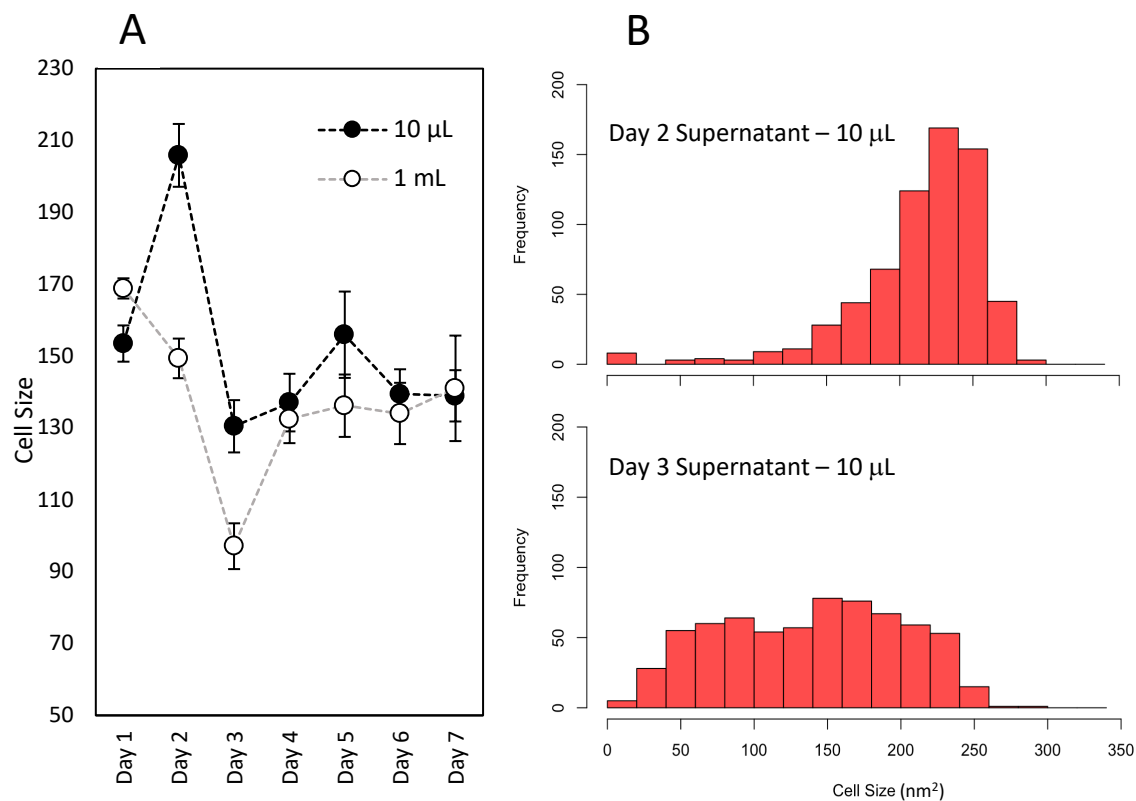 A
230
210
190
170
150
130
110
90
70
50
Cell Size
10 µL
1 mL
Day 1
Day 2
Day 3
Day 4
Day 5
Day 6
Day 7
B
Day 2 Supernatant – 10 µL
Frequency
200
150
100
50
0
Day 3 Supernatant – 10 µL
Frequency
200
150
100
50
0
0 50 100 150 200 250 300 350
Cell Size (nm²)